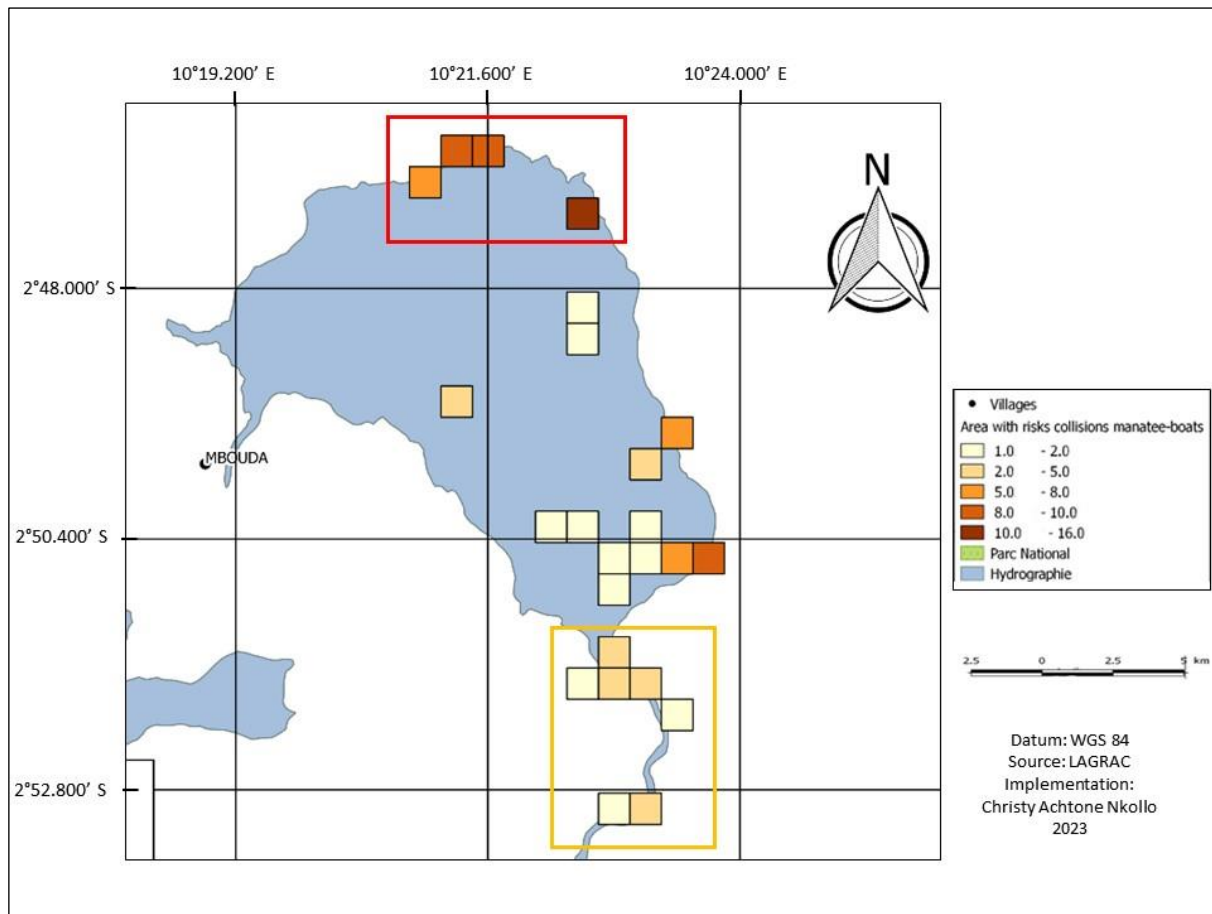 10°19.200’ E
10°21.600’ E
10°24.000’ E
N
2°48.000’ S
MBOUDA
2°50.400’ S
2°52.800’ S
Villages
Area with risks collisions manatee-boats
1.0 - 2.0
2.0 - 5.0
5.0 - 8.0
8.0 - 10.0
10.0 - 16.0
Parc National
Hydrographie
2.5 0 2.5 5 km
Datum: WGS 84
Source: LAGRAC
Implementation:
Christy Achtone Nkollo
2023